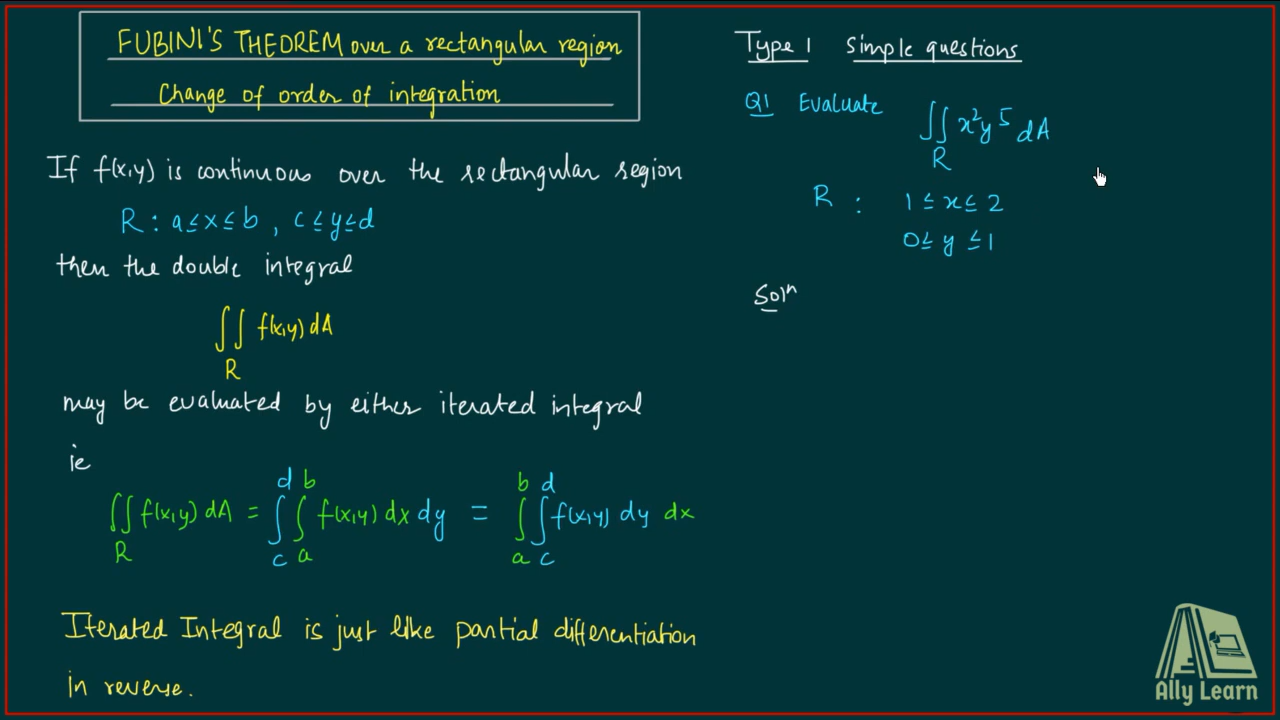 FUBINI'S THEOREM over a rectangular region
Change of order of integration
If f(x,y) is continuous over the rectangular region
R : a ≤ x ≤ b , c ≤ y ≤ d
then the double integral
∬_R f(x,y) dA
may be evaluated by either iterated integral
ie
∬_R f(x,y) dA = ∫_c^d ∫_a^b f(x,y) dx dy = ∫_a^b ∫_c^d f(x,y) dy dx
Iterated Integral is just like partial differentiation
in reverse.
Type 1 Simple questions
Q1 Evaluate ∬_R x²y⁵ dA
R : 1 ≤ x ≤ 2
0 ≤ y ≤ 1
Solⁿ
Ally Learn